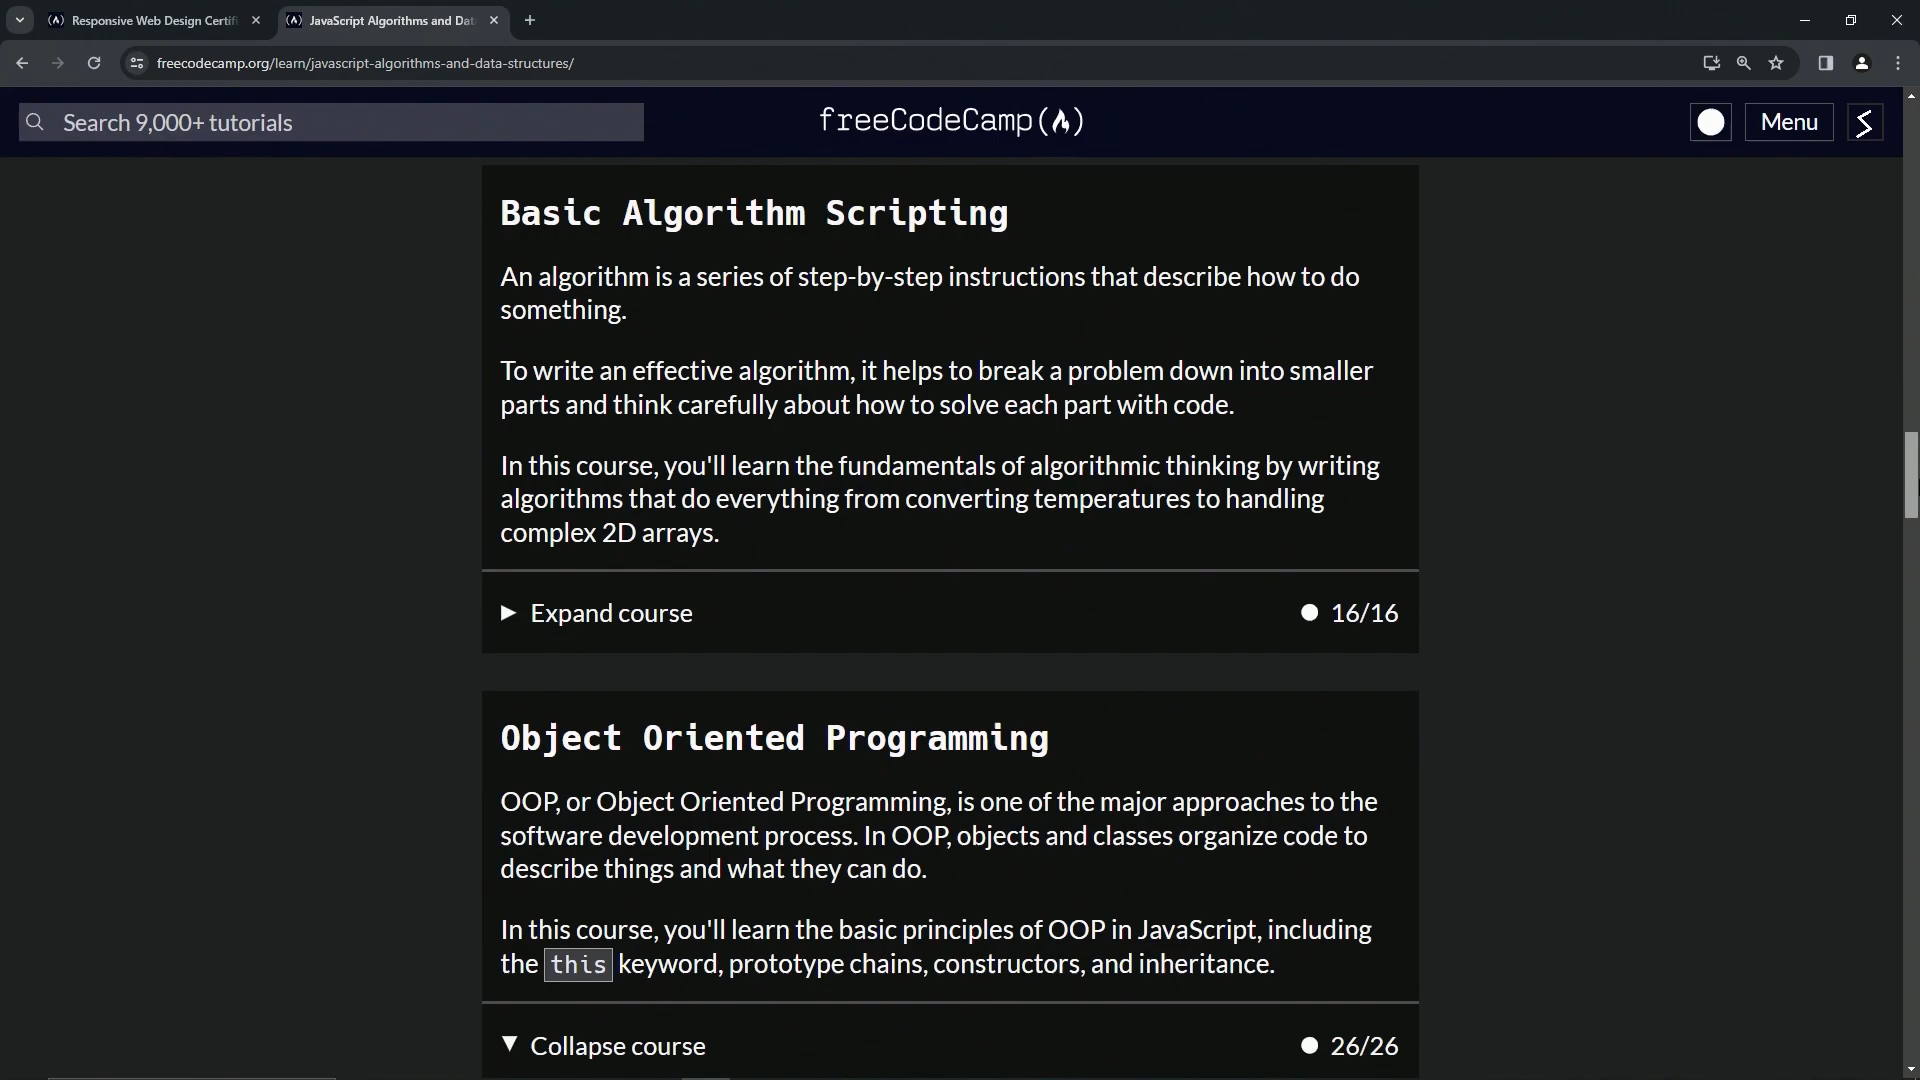 Responsive Web Design Certifi
JavaScript Algorithms and Dat
freecodecamp.org/learn/javascript-algorithms-and-data-structures/
Search 9,000+ tutorials
freeCodeCamp
Menu
Basic Algorithm Scripting
An algorithm is a series of step-by-step instructions that describe how to do
something.
To write an effective algorithm, it helps to break a problem down into smaller
parts and think carefully about how to solve each part with code.
In this course, you'll learn the fundamentals of algorithmic thinking by writing
algorithms that do everything from converting temperatures to handling
complex 2D arrays.
Expand course 16/16
Object Oriented Programming
OOP, or Object Oriented Programming, is one of the major approaches to the
software development process. In OOP, objects and classes organize code to
describe things and what they can do.
In this course, you'll learn the basic principles of OOP in JavaScript, including
the this keyword, prototype chains, constructors, and inheritance.
Collapse course 26/26